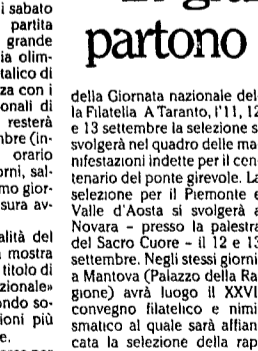 i sabato
partita
grande
ia olim-
talico di
za con i
onali di
resterà
bre (in-
orario
rni, sal-
mo gior-
sura av-
alità del
mostra
titolo di
zionale»
ondo so-
ioni più
e.
partono
della Giornata nazionale del-
la Filatelia A Taranto, l'11, 12
e 13 settembre la selezione si
svolgerà nel quadro delle ma-
nifestazioni indette per il cen-
tenario del ponte girevole. La
selezione per il Piemonte e
Valle d'Aosta si svolgerà a
Novara - presso la palestra
del Sacro Cuore - il 12 e 13
settembre. Negli stessi giorni
a Mantova (Palazzo della Ra
gione) avrà luogo il XXVI
convegno filatelico e nimi
smatico al quale sarà affian
cata la selezione della rap